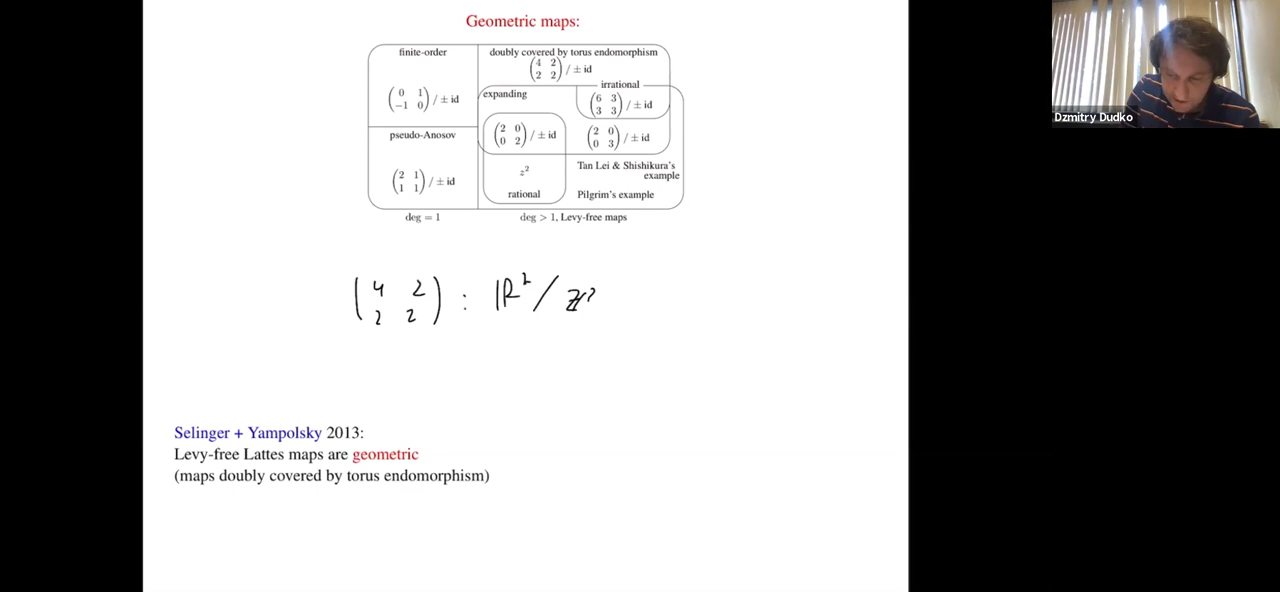 Geometric maps:
finite-order
doubly covered by torus endomorphism
( 4 2 / 2 2 ) / ± id
irrational
expanding
( 0 1 / −1 0 ) / ± id
( 6 3 / 3 3 ) / ± id
pseudo-Anosov
( 2 0 / 0 2 ) / ± id
( 2 0 / 0 3 ) / ± id
z²
Tan Lei & Shishikura's
example
( 2 1 / 1 1 ) / ± id
rational
Pilgrim's example
deg = 1
deg > 1, Levy-free maps
( 4 2 / 2 2 ) : ℝ² / ℤ²
Selinger + Yampolsky 2013:
Levy-free Lattes maps are geometric
(maps doubly covered by torus endomorphism)
Dzmitry Dudko